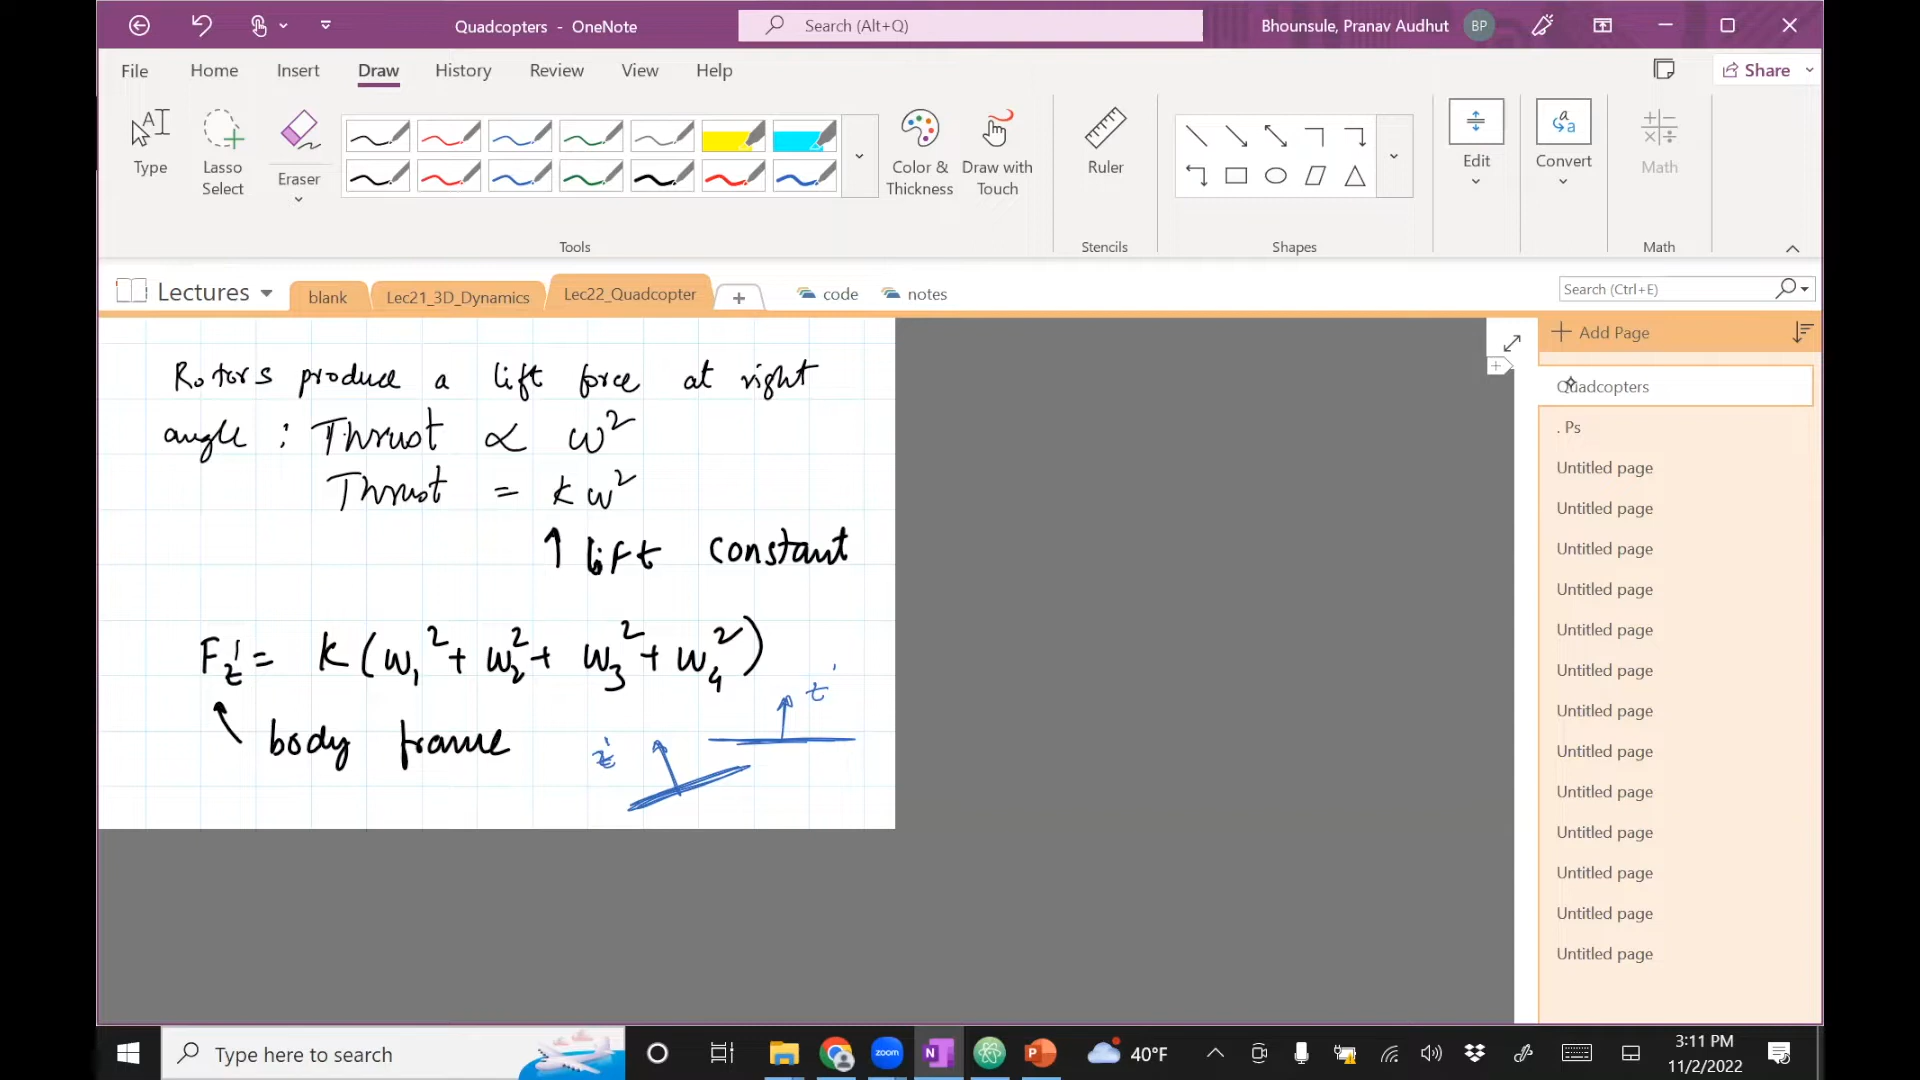 Quadcopters - OneNote
Search (Alt+Q)
Bhounsule, Pranav Audhut
BP
File Home Insert Draw History Review View Help
Share
Type
Lasso Select
Eraser
Color & Thickness
Draw with Touch
Ruler
Edit
Convert
Math
Tools
Stencils
Shapes
Math
Lectures
blank
Lec21_3D_Dynamics
Lec22_Quadcopter
code
notes
Search (Ctrl+E)
Add Page
Quadcopters
. Ps
Untitled page
Untitled page
Untitled page
Untitled page
Untitled page
Untitled page
Untitled page
Untitled page
Untitled page
Untitled page
Untitled page
Untitled page
Untitled page
Rotors produce a lift force at right
angle : Thrust ∝ ω²
Thrust = kω²
↑ lift constant
Fz' = K(ω₁² + ω₂² + ω₃² + ω₄²)
z'
body frame
z'
Type here to search
zoom
40°F
3:11 PM
11/2/2022